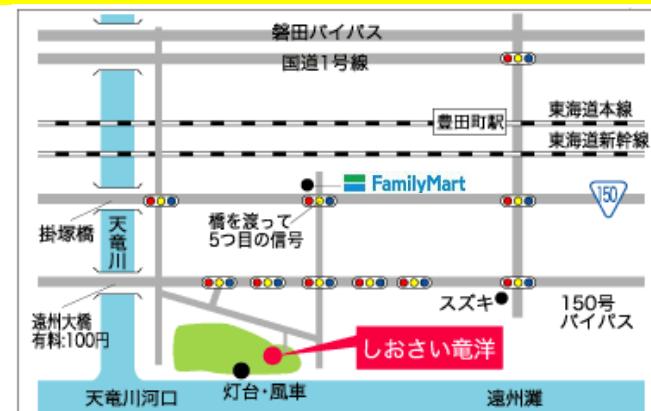 磐田バイパス
国道1号線
豊田町駅
東海道本線
東海道新幹線
FamilyMart
150
掛塚橋
天竜川
橋を渡って
5つ目の信号
スズキ
150号
バイパス
遠州大橋
有料:100円
しおさい竜洋
灯台・風車
天竜川河口
遠州灘